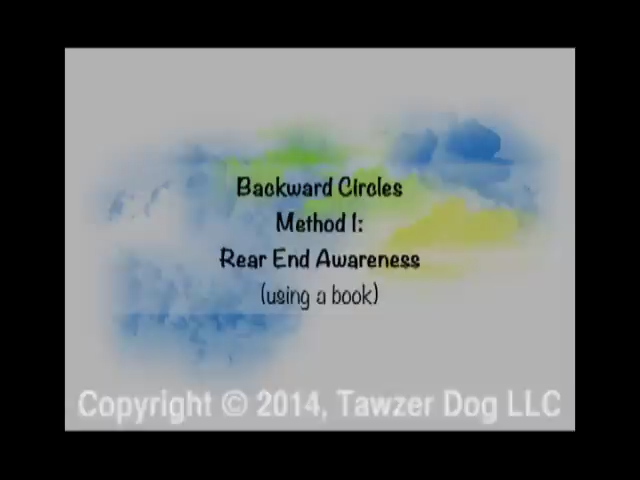 Backward Circles
Method 1:
Rear End Awareness
(using a book)
Copyright © 2014, Tawzer Dog LLC